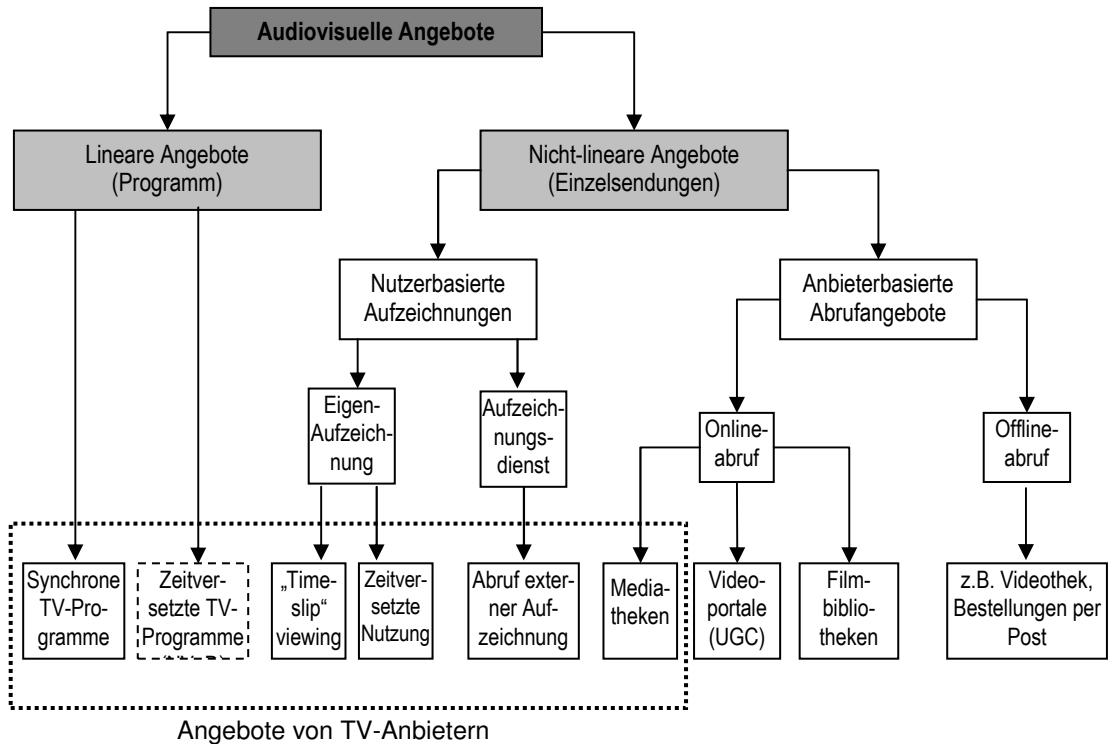 Audiovisuelle Angebote
Lineare Angebote
(Programm)
Nicht-lineare Angebote
(Einzelsendungen)
Nutzerbasierte
Aufzeichnungen
Anbieterbasierte
Abrufangebote
Eigen-
Aufzeich-
nung
Aufzeich-
nungs-
dienst
Online-
abruf
Offline-
abruf
Synchrone
TV-Pro-
gramme
Zeitver-
setzte TV-
Programme
„Time-
slip“
viewing
Zeitver-
setzte
Nutzung
Abruf exter-
ner Auf-
zeichnung
Media-
theken
Video-
portale
(UGC)
Film-
biblio-
theken
z.B. Videothek,
Bestellungen per
Post
Angebote von TV-Anbietern